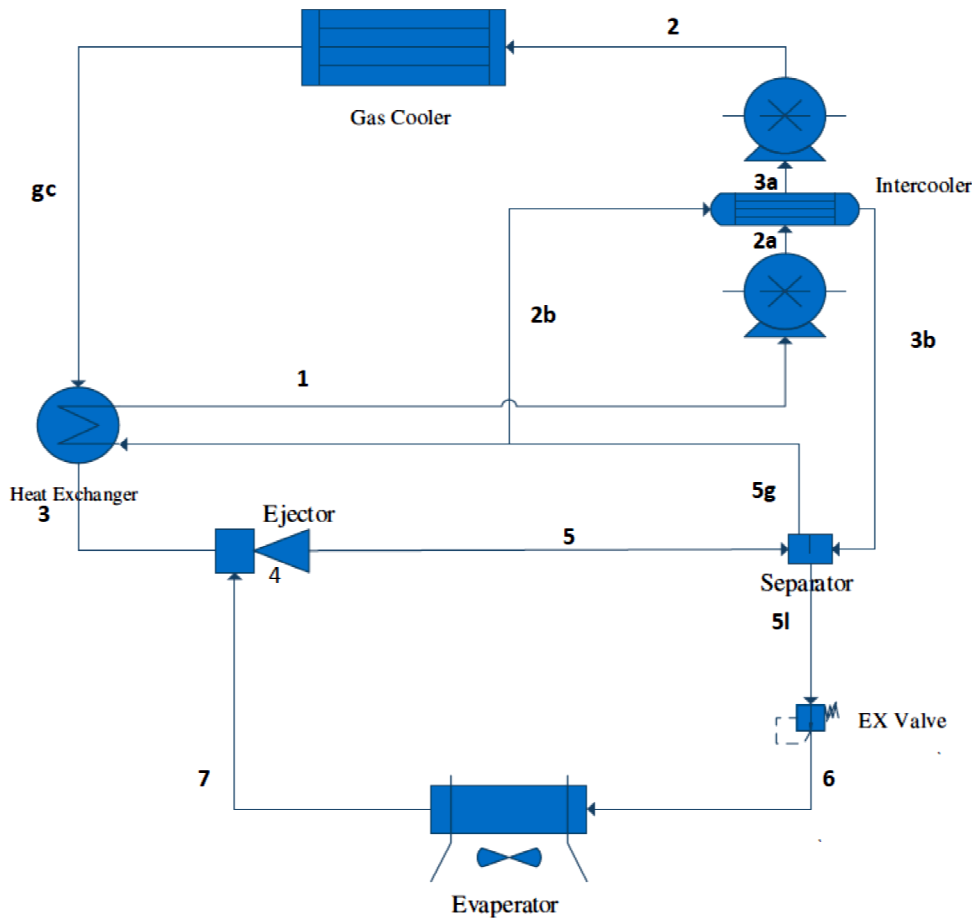 2
Gas Cooler
gc
3a
Intercooler
2a
2b
3b
1
Heat Exchanger
3
Ejector
5g
5
4
Separator
5l
EX Valve
7
6
Evaperator